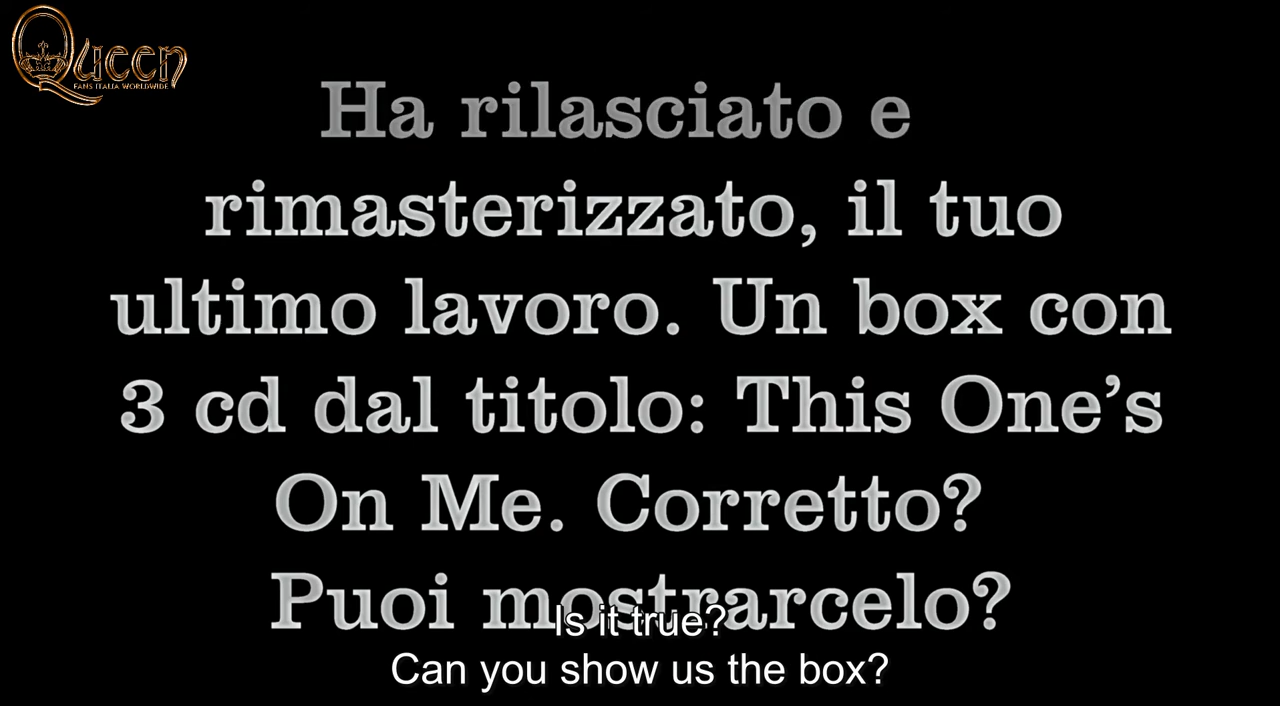 Queen
FANS ITALIA WORLDWIDE
Ha rilasciato e
rimasterizzato, il tuo
ultimo lavoro. Un box con
3 cd dal titolo: This One's
On Me. Corretto?
Puoi mostrarcelo?
Is it true?
Can you show us the box?